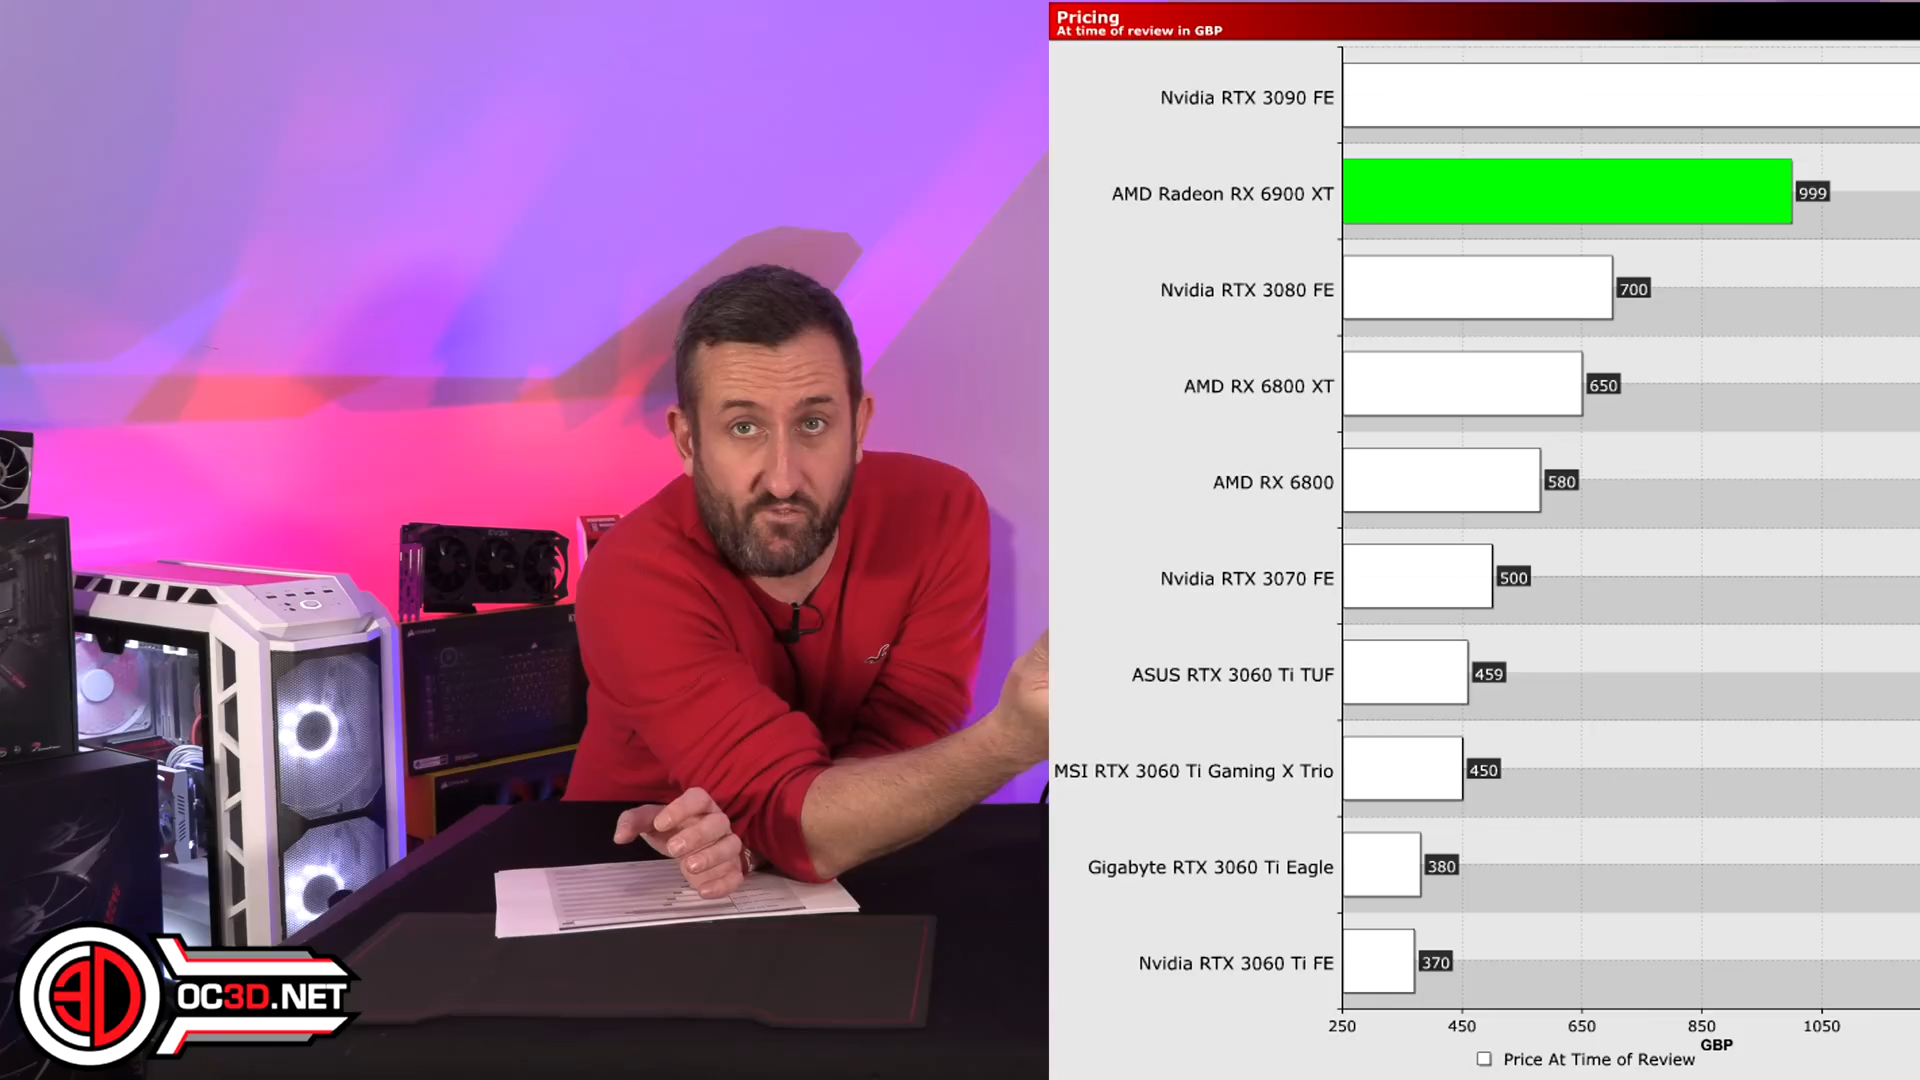 Pricing
At time of review in GBP
Nvidia RTX 3090 FE
AMD Radeon RX 6900 XT
999
Nvidia RTX 3080 FE
700
AMD RX 6800 XT
650
AMD RX 6800
580
Nvidia RTX 3070 FE
500
ASUS RTX 3060 Ti TUF
459
MSI RTX 3060 Ti Gaming X Trio
450
Gigabyte RTX 3060 Ti Eagle
380
Nvidia RTX 3060 Ti FE
370
250 450 650 850 1050
GBP
Price At Time of Review
EVGA
OC3D.NET